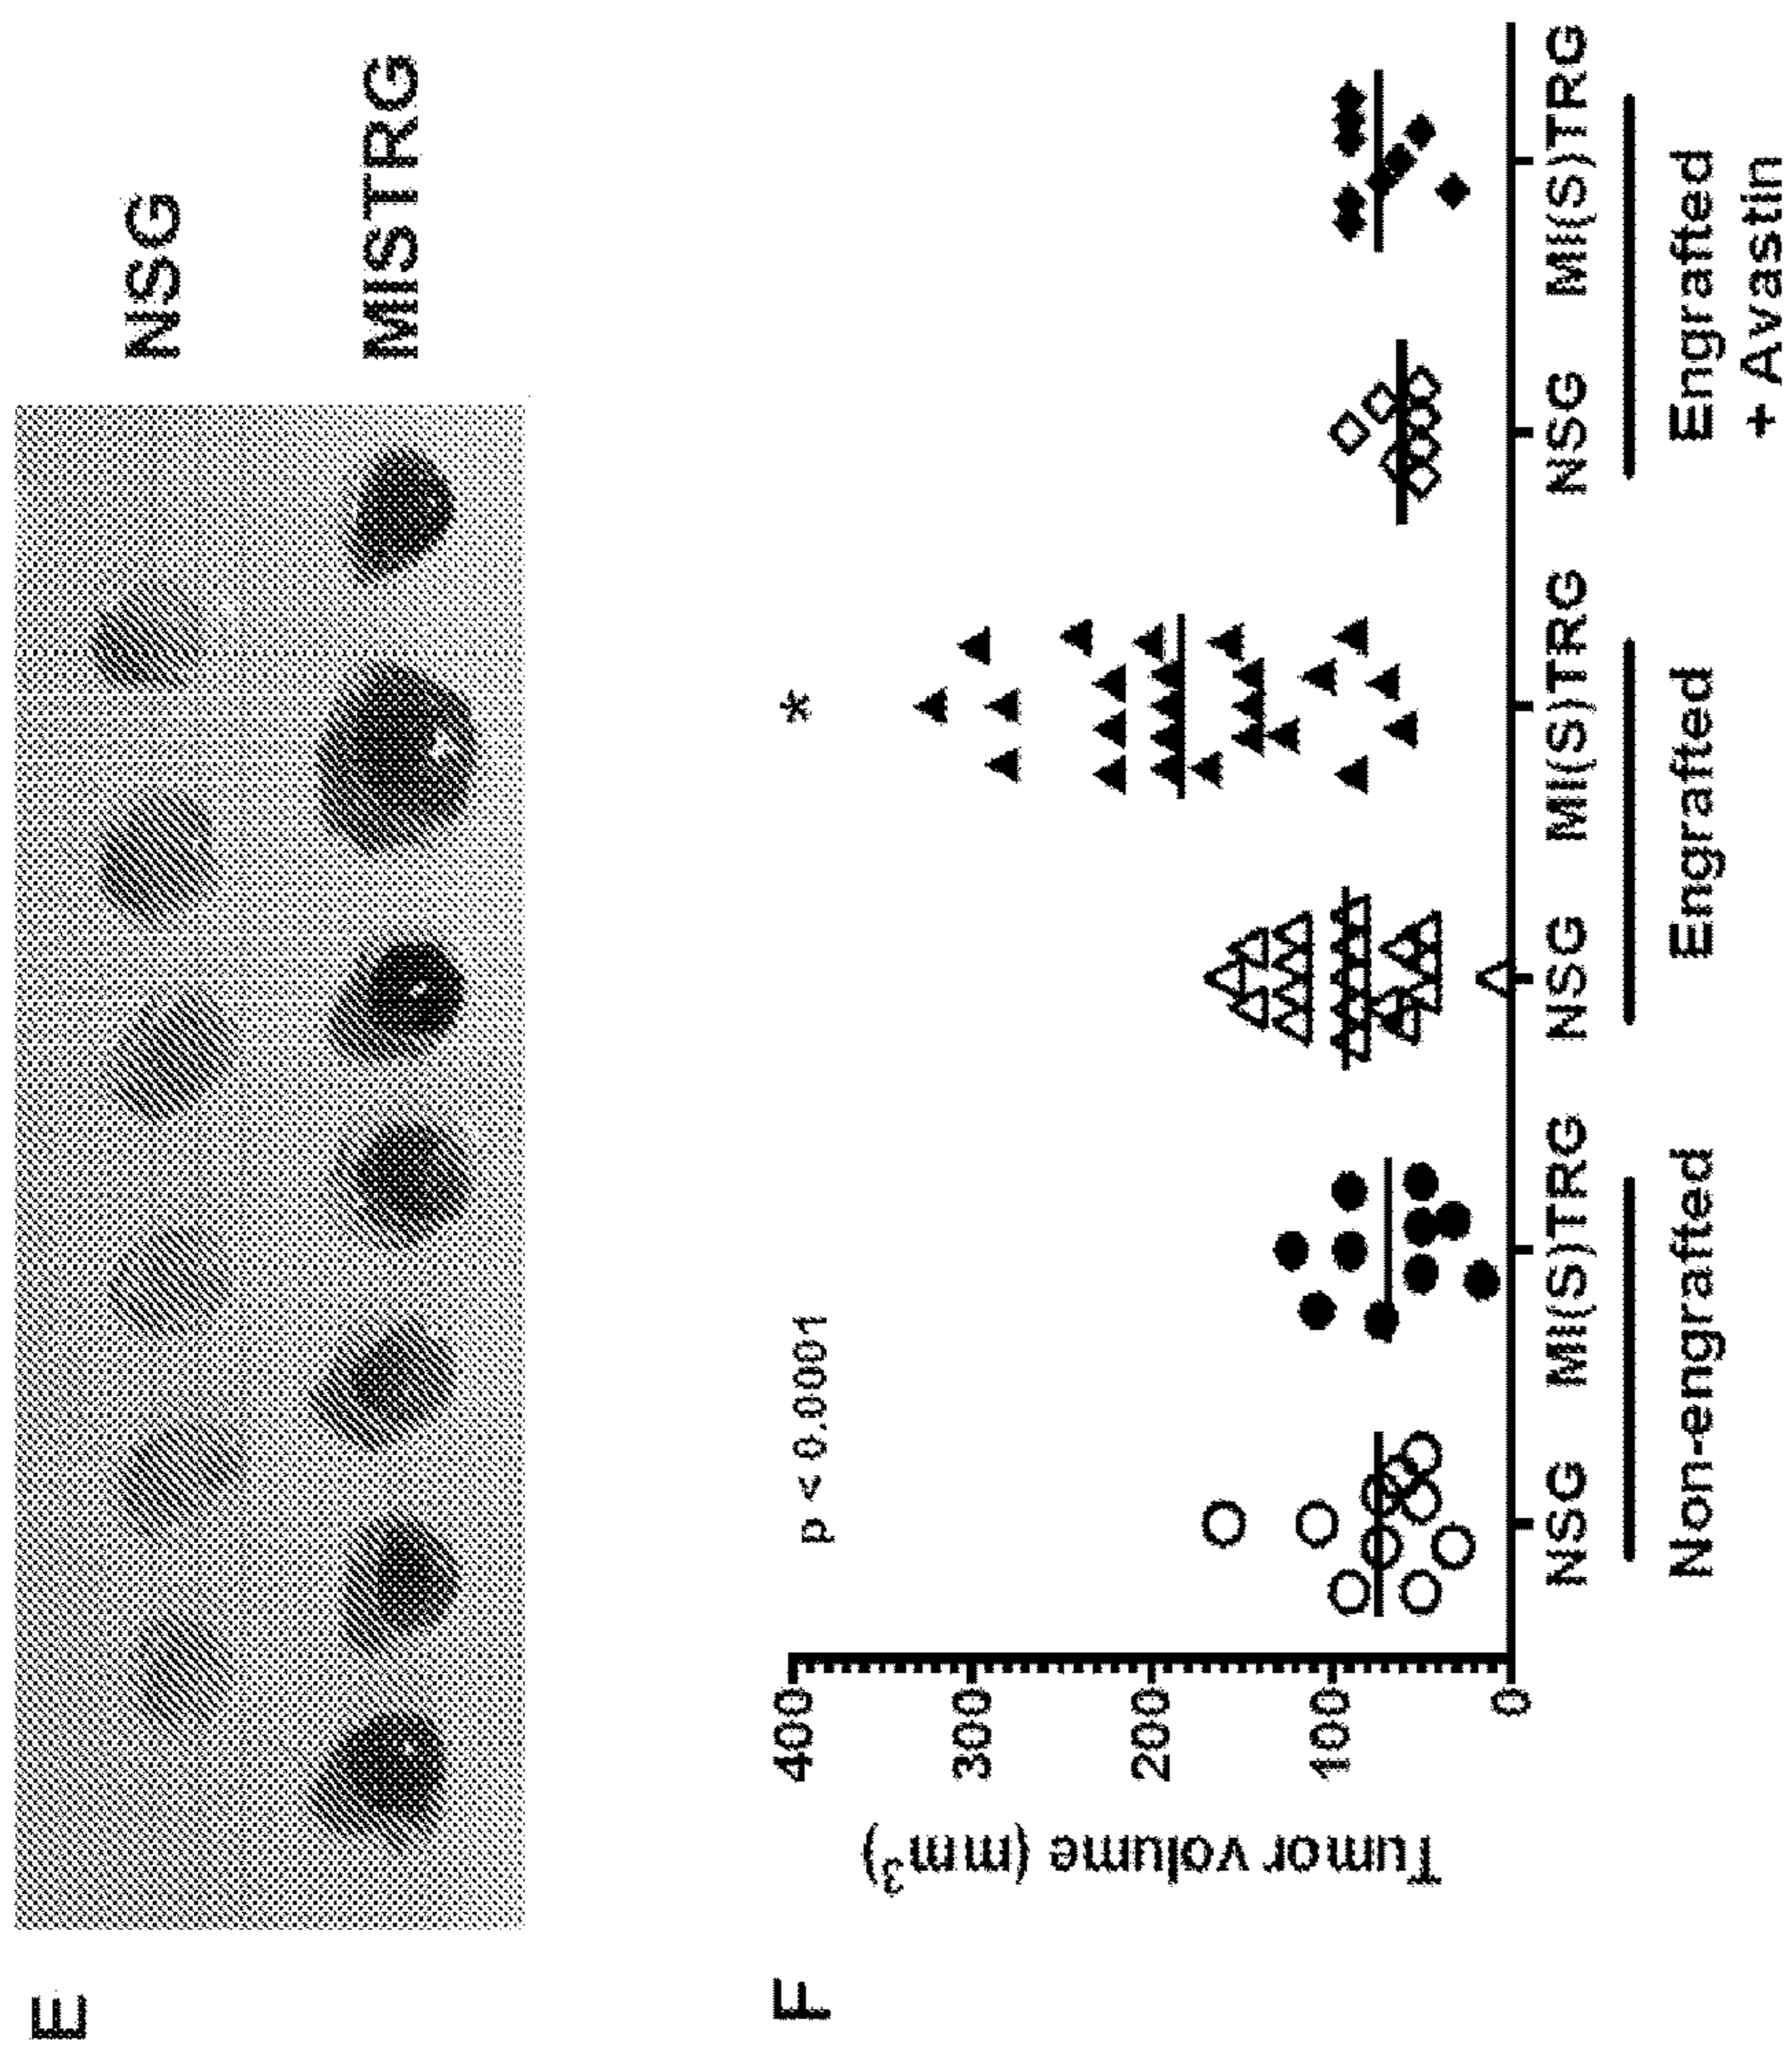 E
NSG
MISTRG
F
p < 0.0001
*
Tumor volume (mm³)
400
300
200
100
0
NSG MI(S)TRG NSG MI(S)TRG NSG MI(S)TRG
Non-engrafted Engrafted Engrafted
+ Avastin